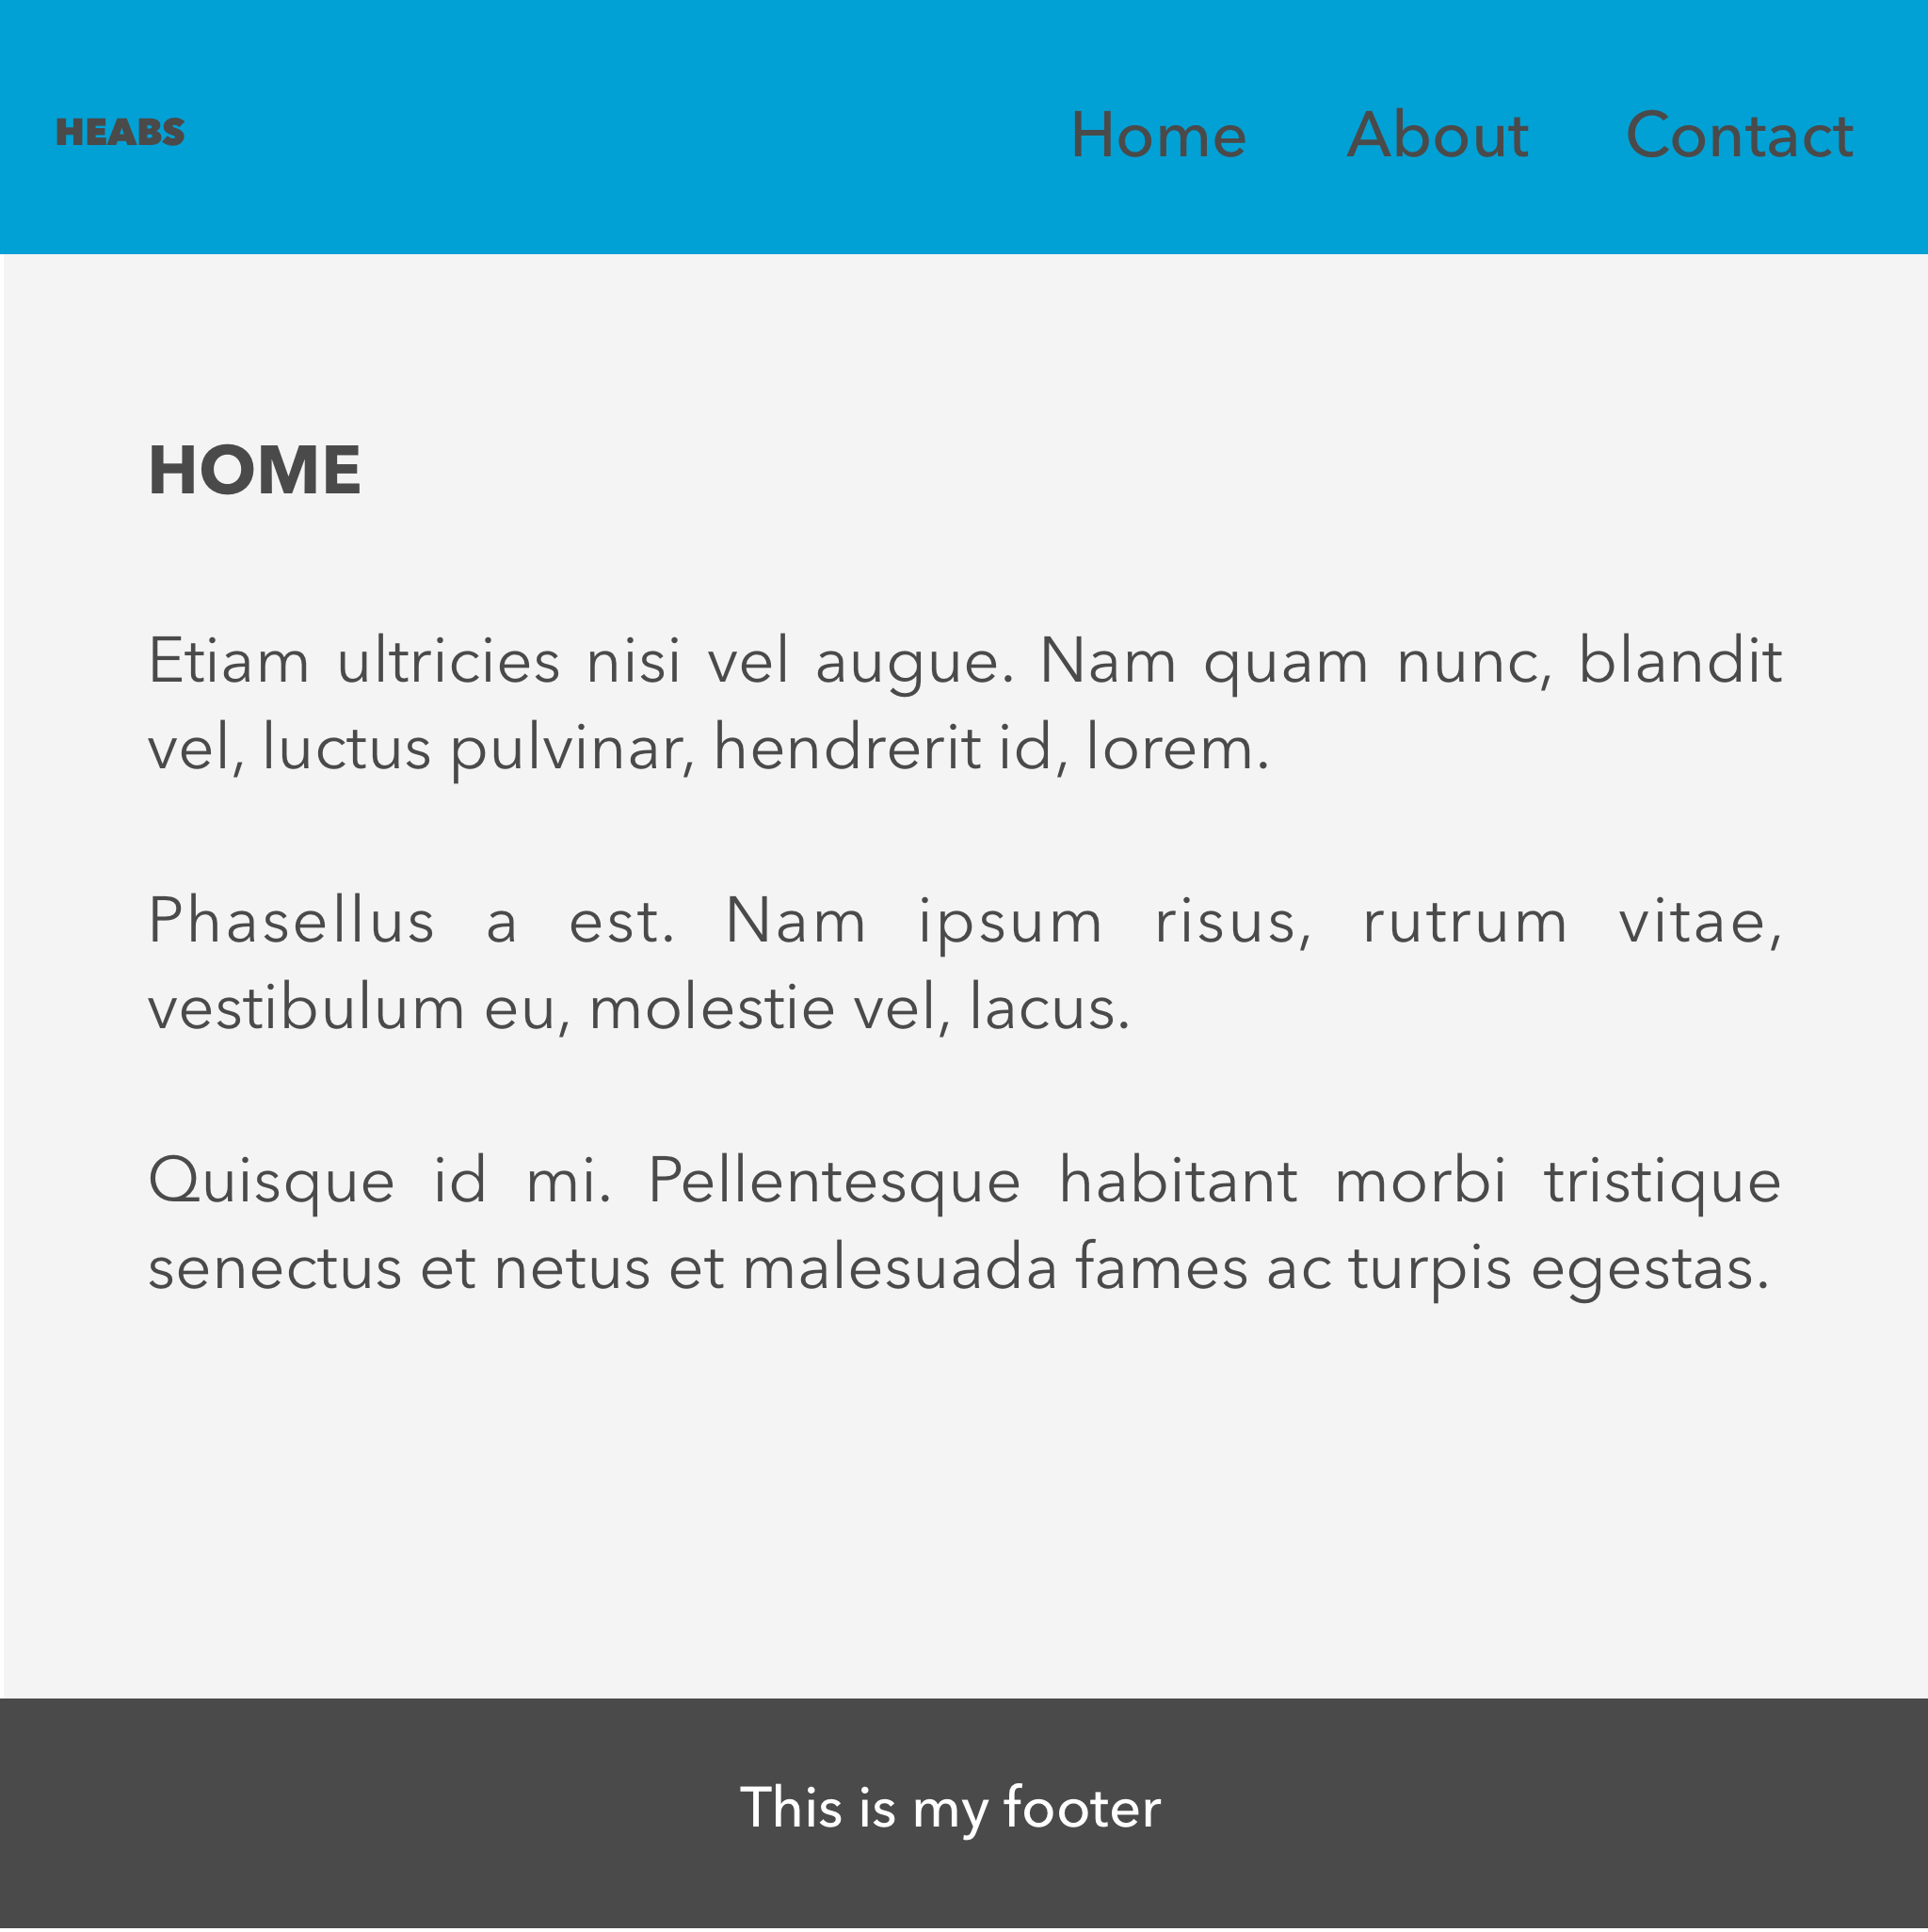 HEABS
Home About Contact
HOME
Etiam ultricies nisi vel augue. Nam quam nunc, blandit
vel, luctus pulvinar, hendrerit id, lorem.
Phasellus a est. Nam ipsum risus, rutrum vitae,
vestibulum eu, molestie vel, lacus.
Quisque id mi. Pellentesque habitant morbi tristique
senectus et netus et malesuada fames ac turpis egestas.
This is my footer